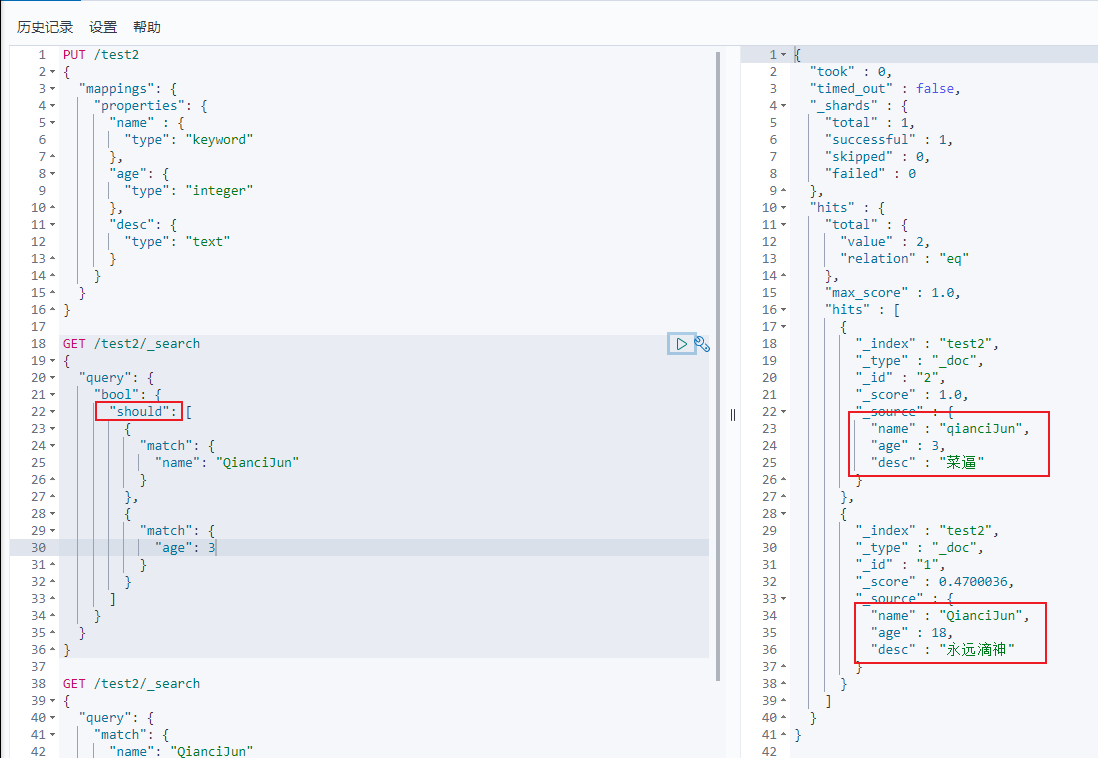 历史记录 设置 帮助
1 PUT /test2
2 {
3 "mappings": {
4 "properties": {
5 "name" : {
6 "type": "keyword"
7 },
8 "age": {
9 "type": "integer"
10 },
11 "desc": {
12 "type": "text"
13 }
14 }
15 }
16 }
17
18 GET /test2/_search
19 {
20 "query": {
21 "bool": {
22 "should": [
23 {
24 "match": {
25 "name": "QianciJun"
26 }
27 },
28 {
29 "match": {
30 "age": 3
31 }
32 }
33 ]
34 }
35 }
36 }
37
38 GET /test2/_search
39 {
40 "query": {
41 "match": {
42 "name": "QianciJun"
1 {
2 "took" : 0,
3 "timed_out" : false,
4 "_shards" : {
5 "total" : 1,
6 "successful" : 1,
7 "skipped" : 0,
8 "failed" : 0
9 },
10 "hits" : {
11 "total" : {
12 "value" : 2,
13 "relation" : "eq"
14 },
15 "max_score" : 1.0,
16 "hits" : [
17 {
18 "_index" : "test2",
19 "_type" : "_doc",
20 "_id" : "2",
21 "_score" : 1.0,
22 "_source" : {
23 "name" : "qianciJun",
24 "age" : 3,
25 "desc" : "菜逼"
26 }
27 },
28 {
29 "_index" : "test2",
30 "_type" : "_doc",
31 "_id" : "1",
32 "_score" : 0.4700036,
33 "_source" : {
34 "name" : "QianciJun",
35 "age" : 18,
36 "desc" : "永远滴神"
37 }
38 }
39 ]
40 }
41 }
42